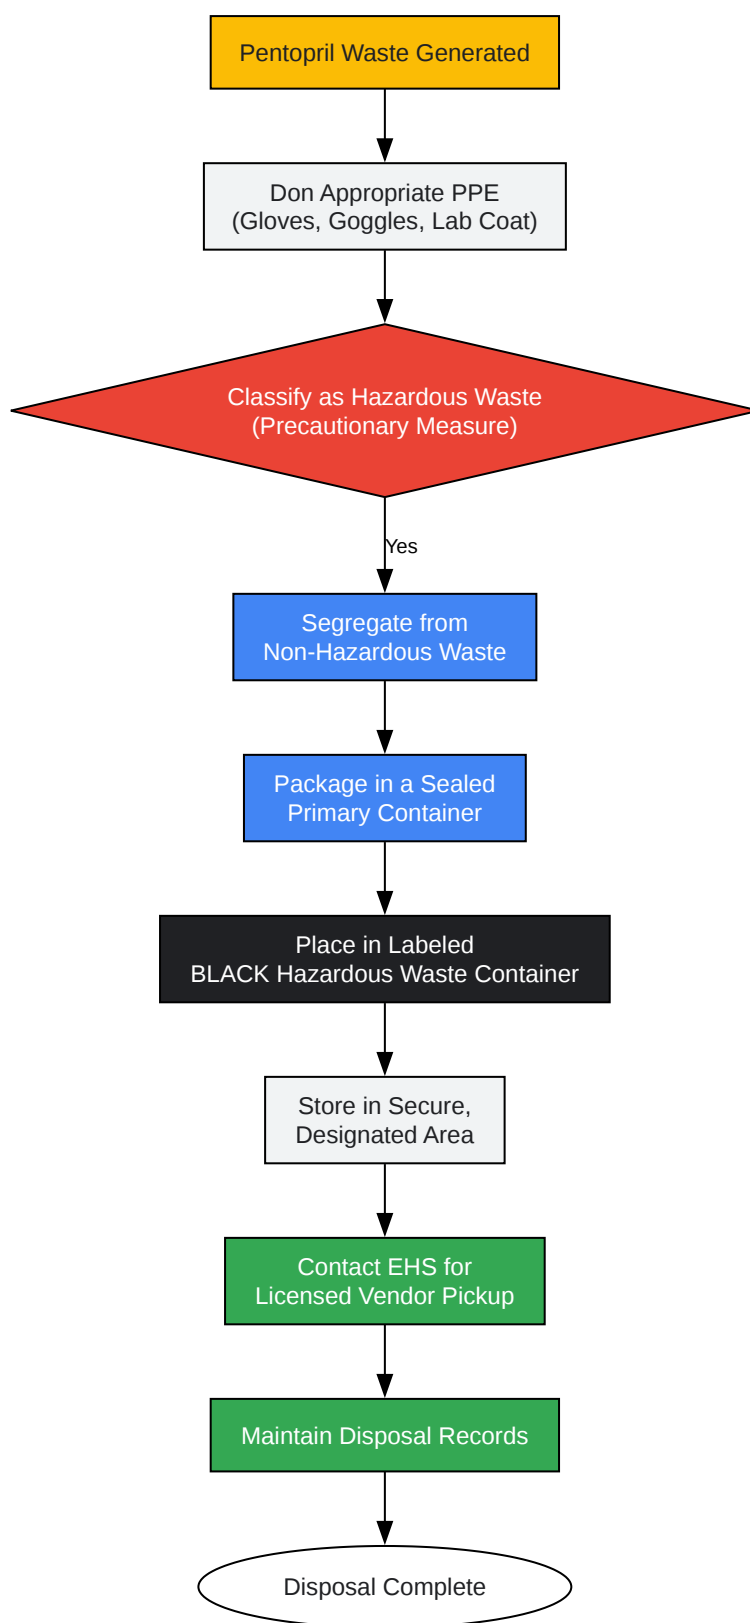 Pentopril Waste Generated
Don Appropriate PPE
(Gloves, Goggles, Lab Coat)
Classify as Hazardous Waste
(Precautionary Measure)
Yes
Segregate from
Non-Hazardous Waste
Package in a Sealed
Primary Container
Place in Labeled
BLACK Hazardous Waste Container
Store in Secure,
Designated Area
Contact EHS for
Licensed Vendor Pickup
Maintain Disposal Records
Disposal Complete